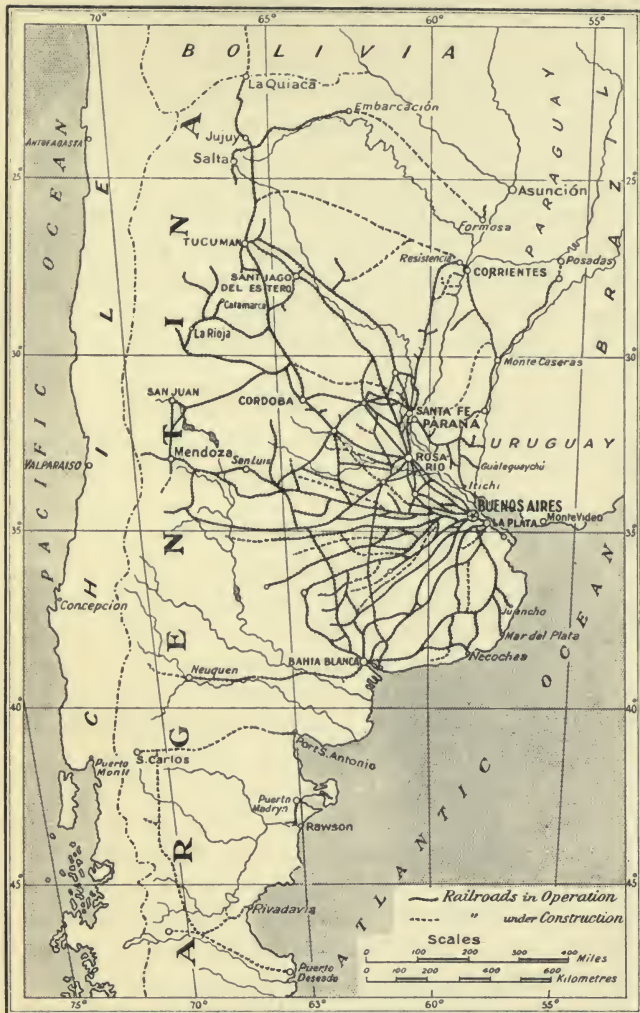 70°
65°
60°
55°
BOLIVIA
La Quiaca
Embarcación
ANTOFAGASTA
Jujuy
Salta
PARAGUAY
BRAZIL
25°
25°
Asunción
Formosa
PACIFIC OCEAN
TUCUMAN
Resistencia
Posadas
CORRIENTES
SANTIAGO
DEL ESTERO
Catamarca
La Rioja
30°
30°
Monte Caseras
SAN JUAN
CORDOBA
SANTA FE
PARANÁ
URUGUAY
VALPARAISO
Mendoza
San Luis
ROSA
RIO
Gualeguaychú
Itichi
BUENOS AIRES
LA PLATA
Monte Video
35°
35°
CHILE
ARGENTINA
Concepcion
Juancho
Mar del Plata
BAHIA BLANCA
Necochea
Neuquen
40°
40°
ATLANTIC OCEAN
Puerto
Montt
S. Carlos
Port S. Antonio
Puerto
Madryn
Rawson
45°
45°
Rivadavia
Puerto
Deseado
Railroads in Operation
" under Construction
Scales
0 100 200 300 400 Miles
0 100 200 400 600 Kilometres
75°
70°
65°
60°
55°